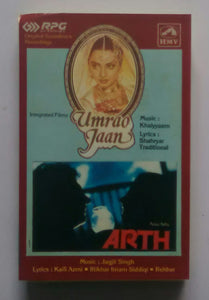 RPG
HMV
Original Soundtrack
Recordings
Integrated Films
Umrao
Jaan
Music :
Khaiyyaam
Lyrics :
Shahryar
Traditional
ARTH
Music : Jagjit Singh
Lyrics : Kaifi Azmi • Iftikhar Imam Siddiqi •